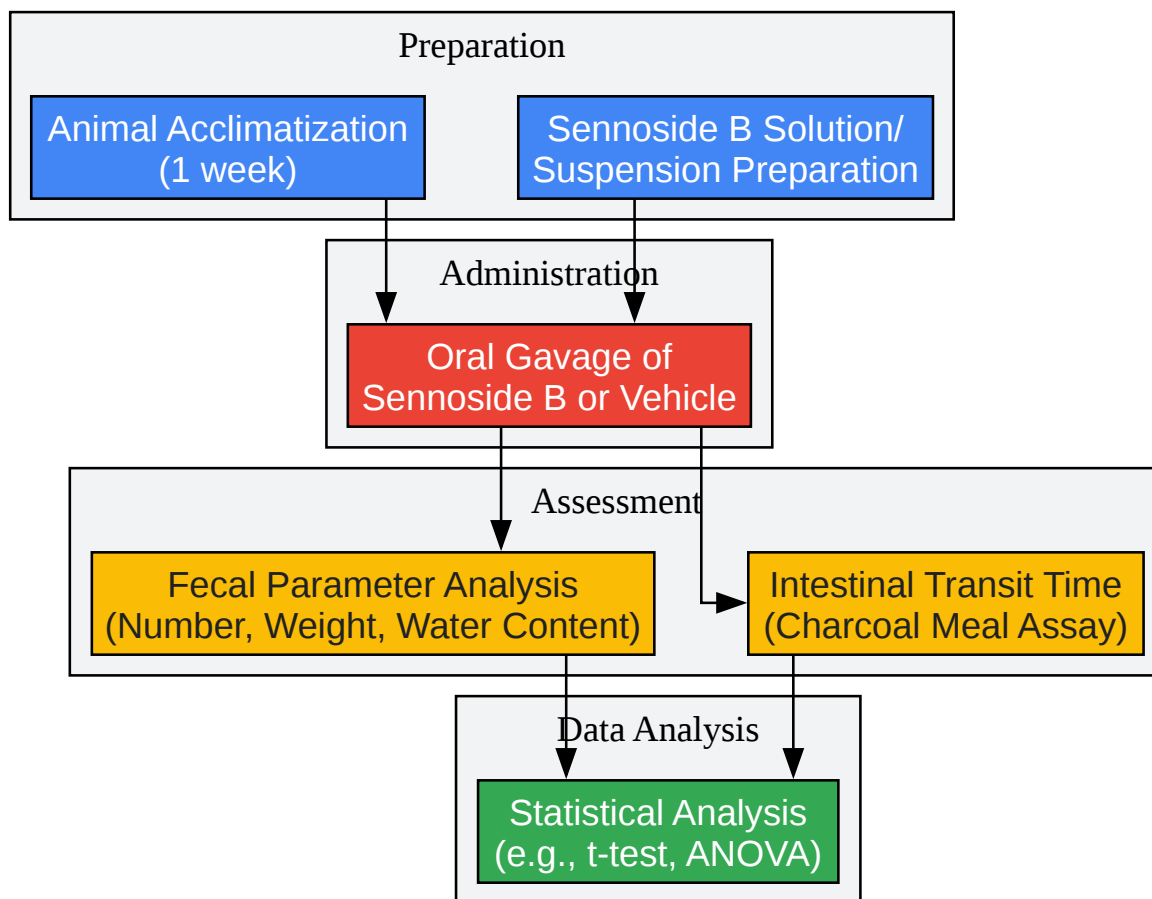 Preparation
Animal Acclimatization
(1 week)
Sennoside B Solution/
Suspension Preparation
Administration
Oral Gavage of
Sennoside B or Vehicle
Assessment
Fecal Parameter Analysis
(Number, Weight, Water Content)
Intestinal Transit Time
(Charcoal Meal Assay)
Data Analysis
Statistical Analysis
(e.g., t-test, ANOVA)